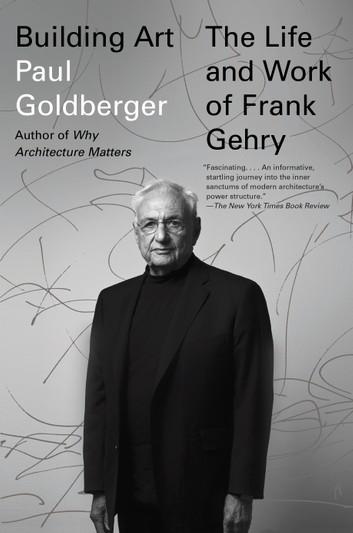 Building Art
Paul
Goldberger
Author of Why
Architecture Matters
The Life
and Work
of Frank
Gehry
“Fascinating. . . . An informative,
startling journey into the inner
sanctums of modern architecture’s
power structure.”
—The New York Times Book Review